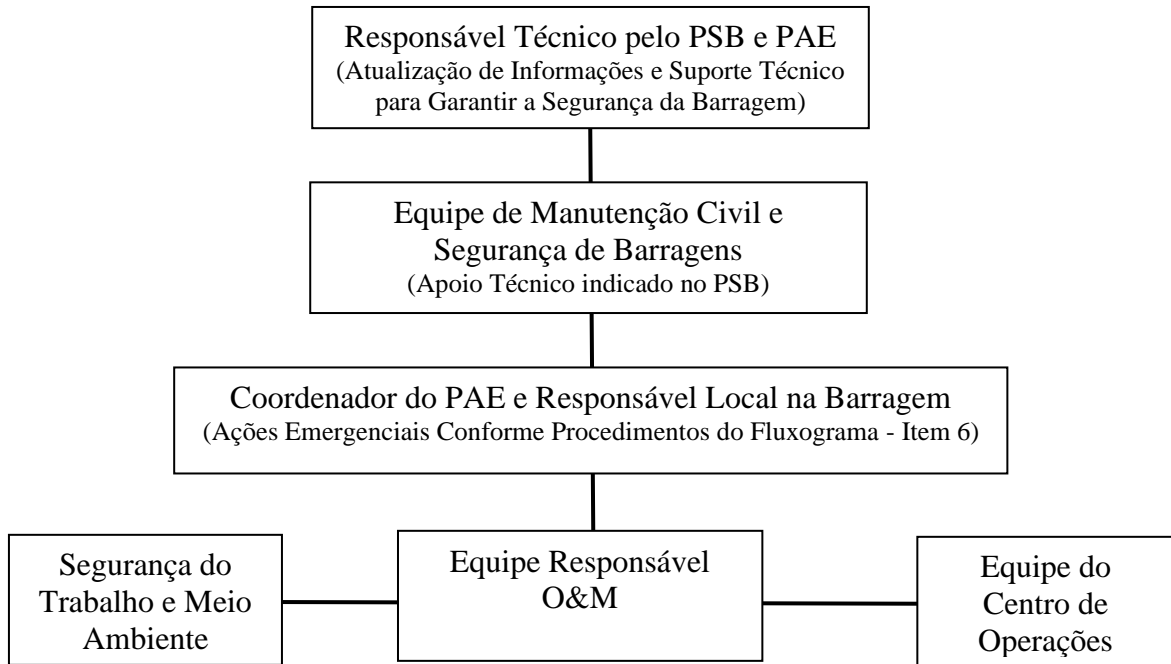 Responsável Técnico pelo PSB e PAE
(Atualização de Informações e Suporte Técnico
para Garantir a Segurança da Barragem)
Equipe de Manutenção Civil e
Segurança de Barragens
(Apoio Técnico indicado no PSB)
Coordenador do PAE e Responsável Local na Barragem
(Ações Emergenciais Conforme Procedimentos do Fluxograma - Item 6)
Segurança do
Trabalho e Meio
Ambiente
Equipe Responsável
O&M
Equipe do
Centro de
Operações